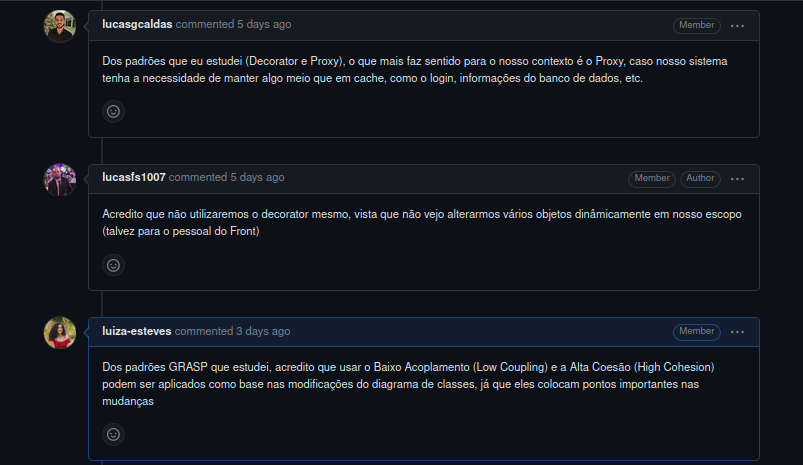 lucasgcaldas commented 5 days ago Member ...
Dos padrões que eu estudei (Decorator e Proxy), o que mais faz sentido para o nosso contexto é o Proxy, caso nosso sistema
tenha a necessidade de manter algo meio que em cache, como o login, informações do banco de dados, etc.
lucasfs1007 commented 5 days ago Member Author ...
Acredito que não utilizaremos o decorator mesmo, vista que não vejo alterarmos vários objetos dinâmicamente em nosso escopo
(talvez para o pessoal do Front)
luiza-esteves commented 3 days ago Member ...
Dos padrões GRASP que estudei, acredito que usar o Baixo Acoplamento (Low Coupling) e a Alta Coesão (High Cohesion)
podem ser aplicados como base nas modificações do diagrama de classes, já que eles colocam pontos importantes nas
mudanças